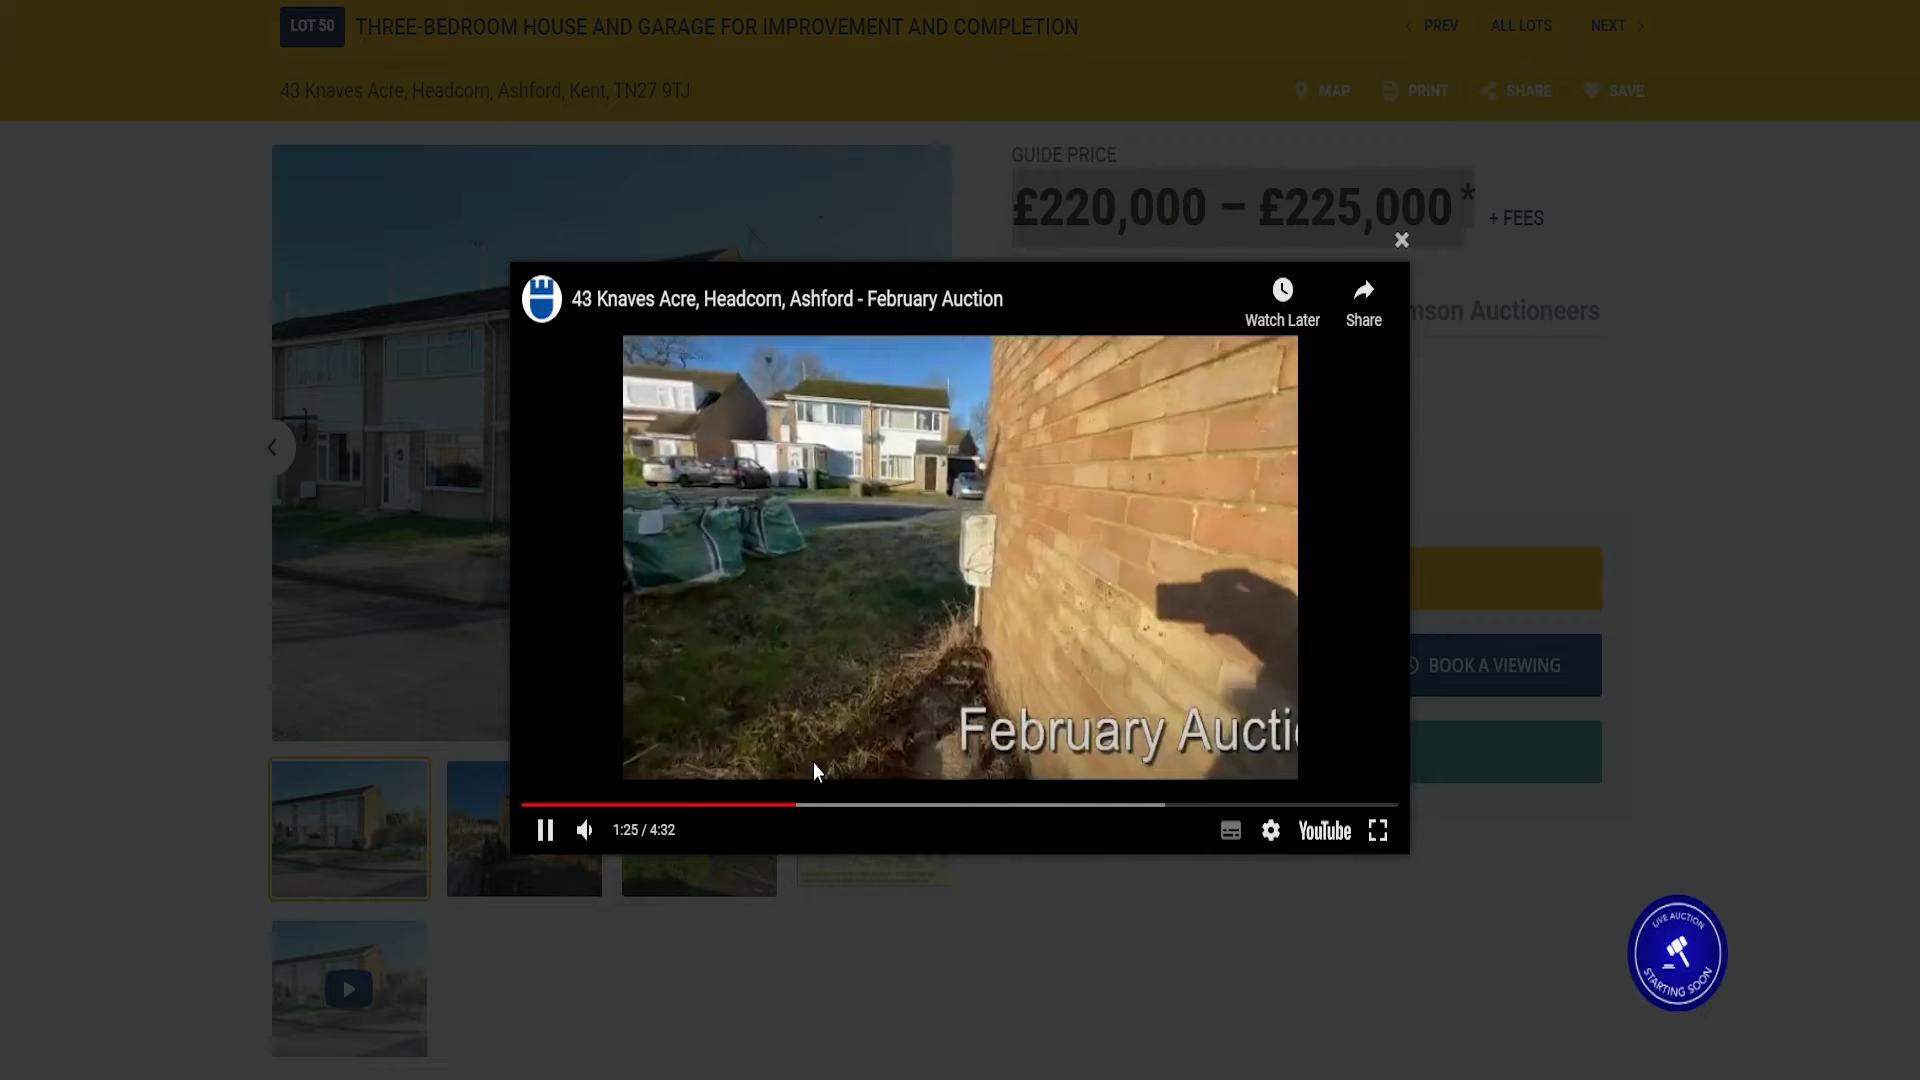 LOT 50
THREE-BEDROOM HOUSE AND GARAGE FOR IMPROVEMENT AND COMPLETION
PREV
ALL LOTS
NEXT
43 Knaves Acre, Headcorn, Ashford, Kent, TN27 9TJ
MAP
PRINT
SHARE
SAVE
GUIDE PRICE
£220,000 – £225,000*
+ FEES
43 Knaves Acre, Headcorn, Ashford - February Auction
Watch Later
Share
mson Auctioneers
BOOK A VIEWING
February Aucti
1:25 / 4:32
YouTube
LIVE AUCTION
STARTING SOON